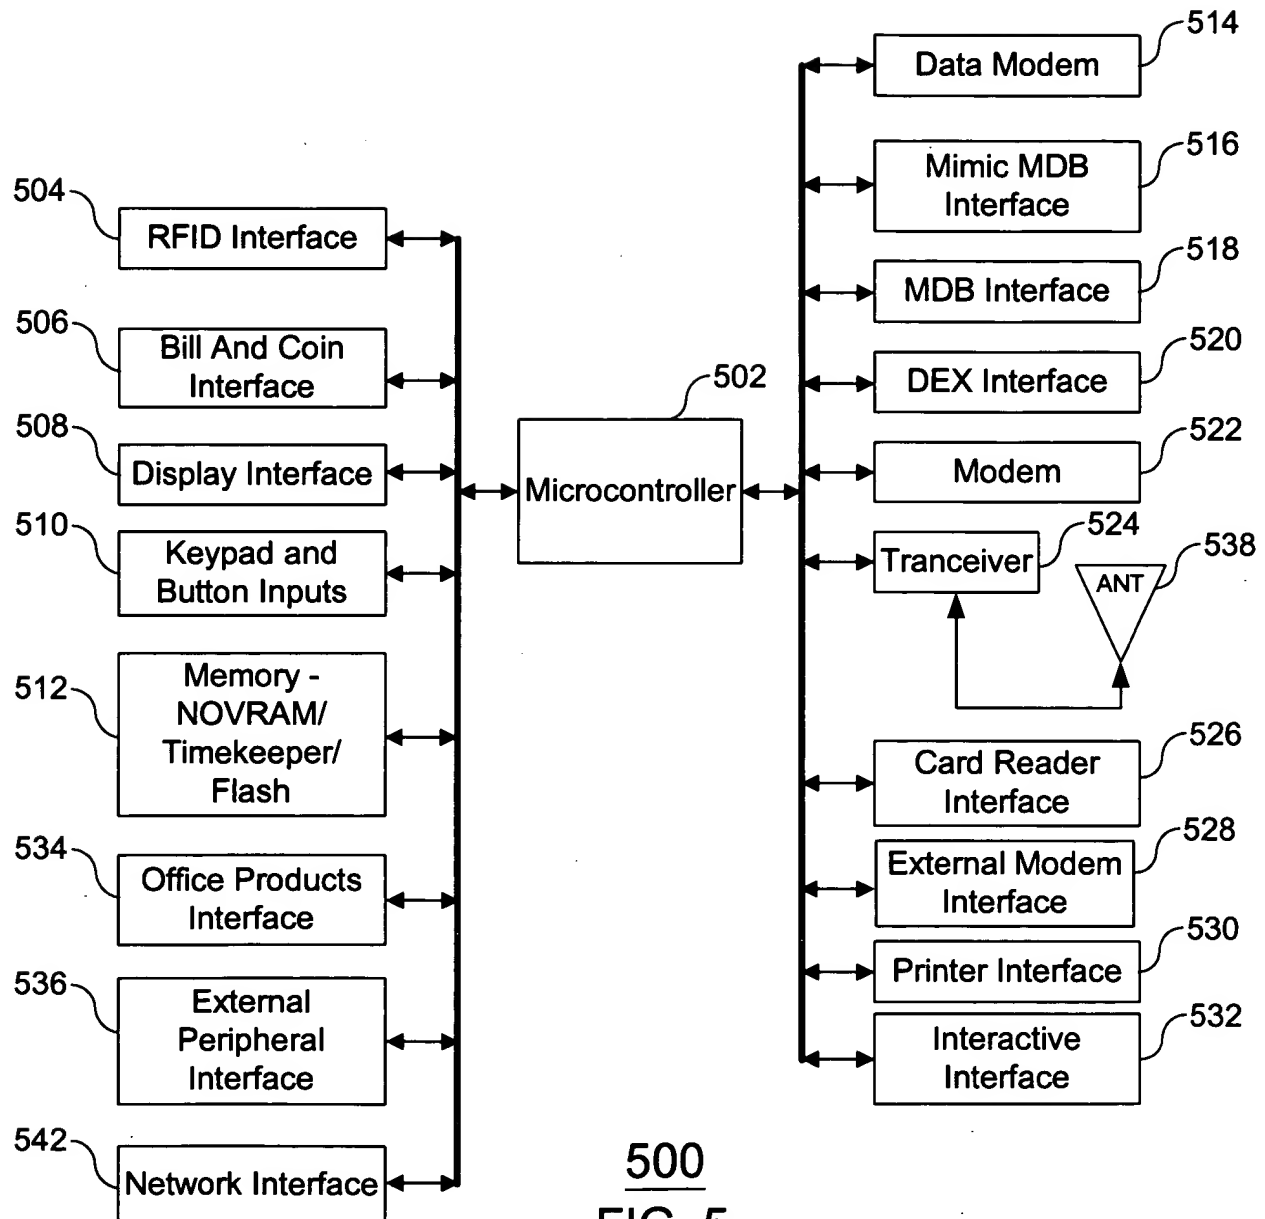 514
Data Modem
516
Mimic MDB
Interface
504
RFID Interface
518
MDB Interface
506
Bill And Coin
Interface
520
DEX Interface
502
Microcontroller
508
Display Interface
522
Modem
510
Keypad and
Button Inputs
524
Tranceiver
538
ANT
512
Memory -
NOVRAM/
Timekeeper/
Flash
526
Card Reader
Interface
528
External Modem
Interface
534
Office Products
Interface
530
Printer Interface
536
External
Peripheral
Interface
532
Interactive
Interface
542
Network Interface
500
FIG. 5